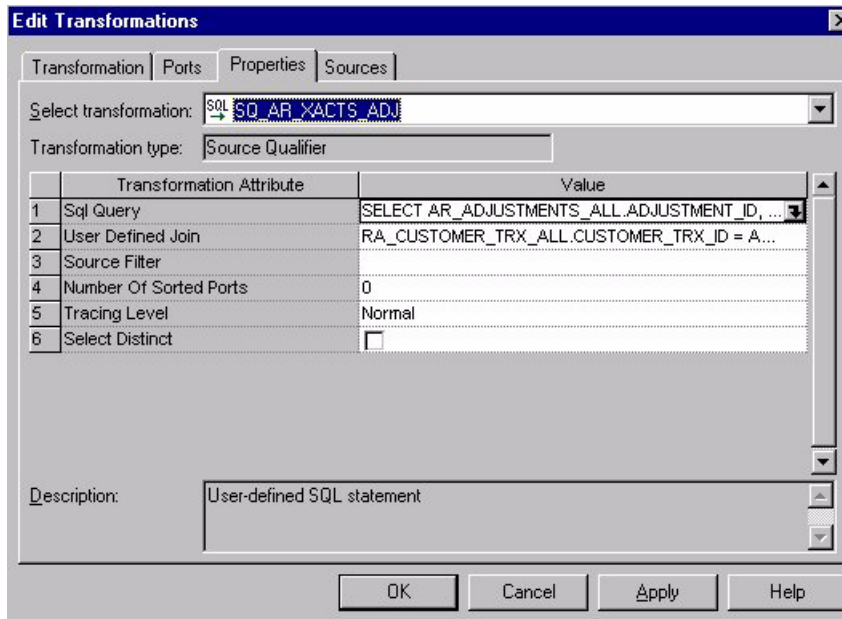 Edit Transformations
Transformation Ports Properties Sources
Select transformation: SQL SQ_AR_XACTS_ADJ
Transformation type: Source Qualifier
Transformation Attribute Value
1 Sql Query SELECT AR_ADJUSTMENTS_ALL.ADJUSTMENT_ID, ...
2 User Defined Join RA_CUSTOMER_TRX_ALL.CUSTOMER_TRX_ID = A...
3 Source Filter
4 Number Of Sorted Ports 0
5 Tracing Level Normal
6 Select Distinct
Description: User-defined SQL statement
OK Cancel Apply Help